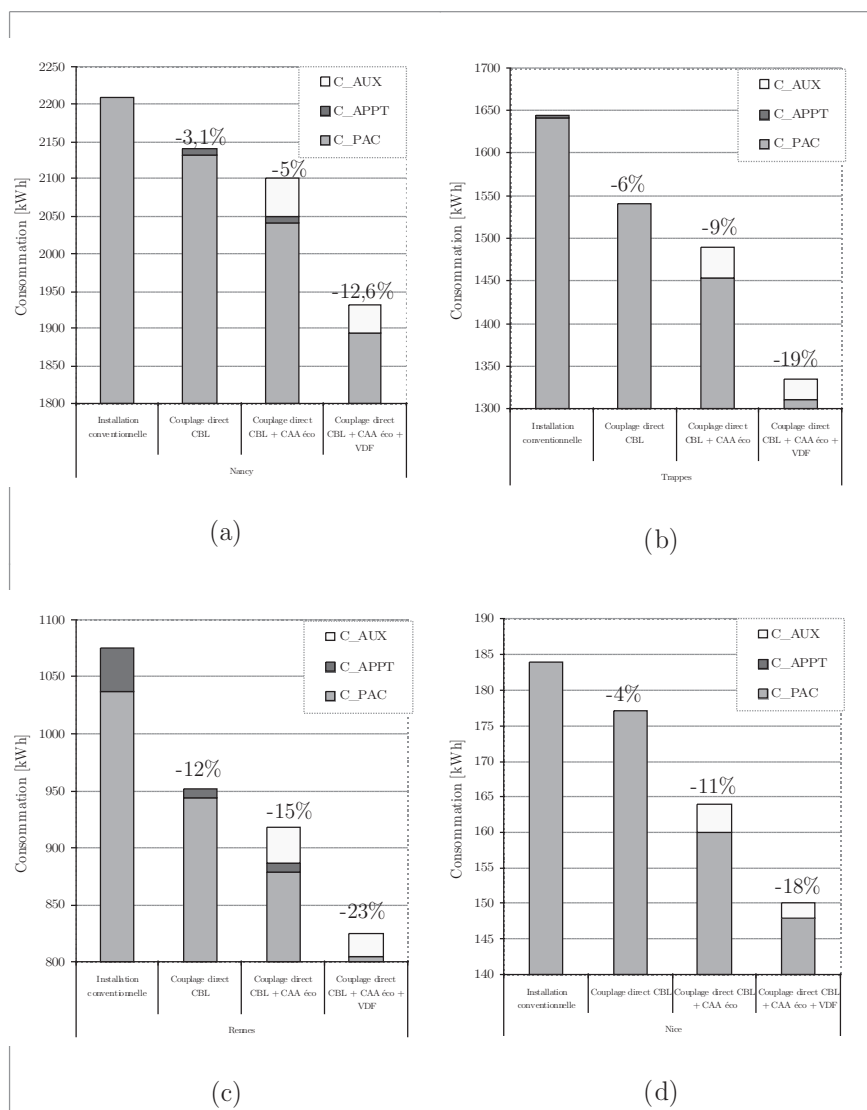 2250
2200
2150
2100
2050
2000
1950
1900
1850
1800
Consommation [kWh]
C_AUX
C_APPT
C_PAC
-3,1%
-5%
-12,6%
Installation
conventionnelle
Couplage direct
CBL
Couplage direct
CBL + CAA éco
Couplage direct
CBL + CAA éco +
VDF
Nancy
(a)
1700
1650
1600
1550
1500
1450
1400
1350
1300
Consommation [kWh]
C_AUX
C_APPT
C_PAC
-6%
-9%
-19%
Installation
conventionnelle
Couplage direct
CBL
Couplage direct
CBL + CAA éco
Couplage direct
CBL + CAA éco +
VDF
Trappes
(b)
1100
1050
1000
950
900
850
800
Consommation [kWh]
C_AUX
C_APPT
C_PAC
-12%
-15%
-23%
Installation
conventionnelle
Couplage direct
CBL
Couplage direct
CBL + CAA éco
Couplage direct
CBL + CAA éco +
VDF
Rennes
(c)
190
185
180
175
170
165
160
155
150
145
140
Consommation [kWh]
C_AUX
C_APPT
C_PAC
-4%
-11%
-18%
Installation
conventionnelle
Couplage direct CBL
Couplage direct CBL
+ CAA éco
Couplage direct CBL
+ CAA éco + VDF
Nice
(d)